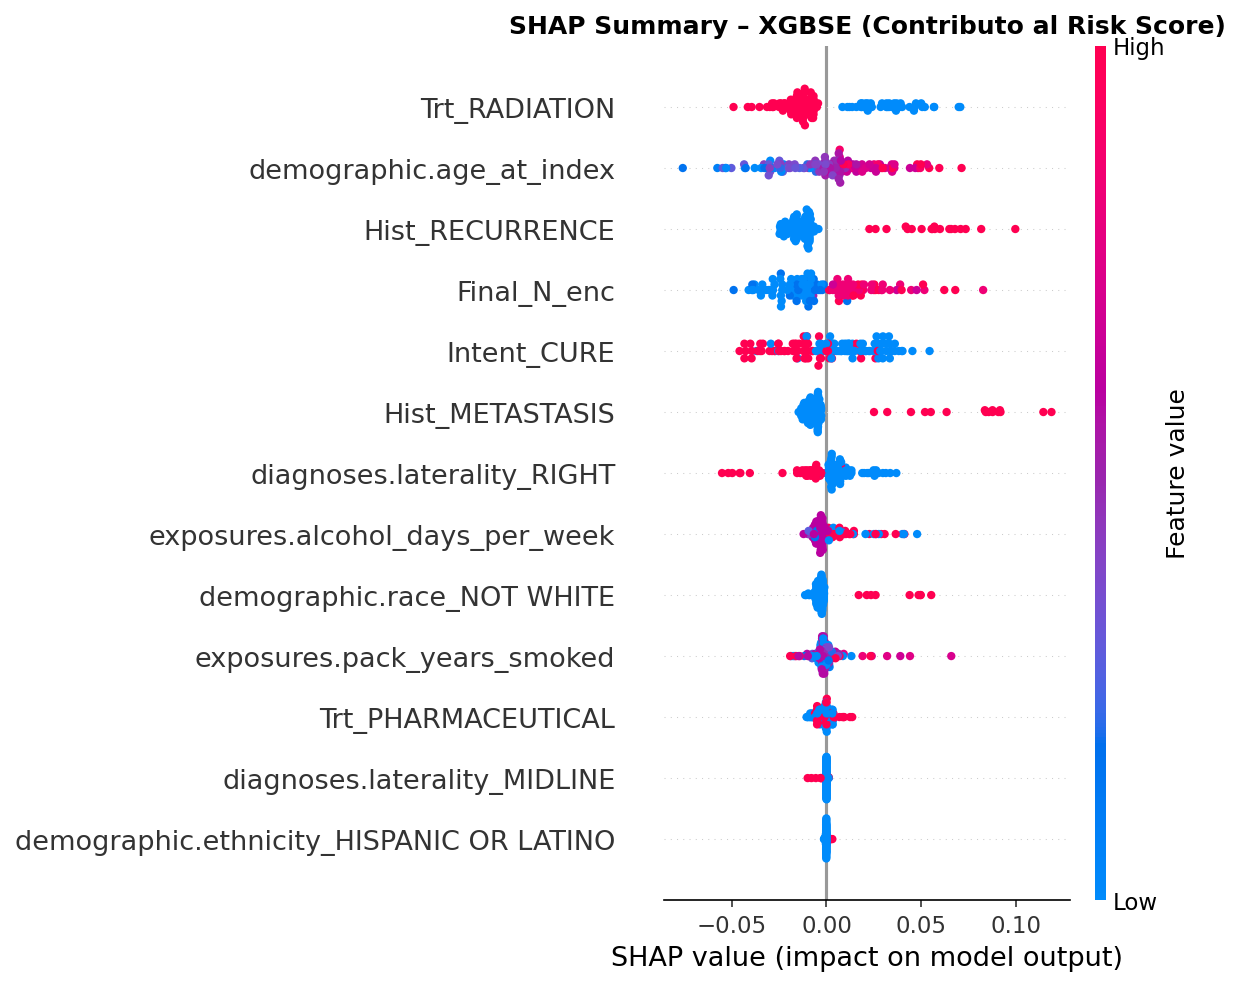 SHAP Summary – XGBSE (Contributo al Risk Score)
High
Trt_RADIATION
demographic.age_at_index
Hist_RECURRENCE
Final_N_enc
Intent_CURE
Hist_METASTASIS
diagnoses.laterality_RIGHT
exposures.alcohol_days_per_week
demographic.race_NOT WHITE
exposures.pack_years_smoked
Trt_PHARMACEUTICAL
diagnoses.laterality_MIDLINE
demographic.ethnicity_HISPANIC OR LATINO
Feature value
Low
−0.05 0.00 0.05 0.10
SHAP value (impact on model output)